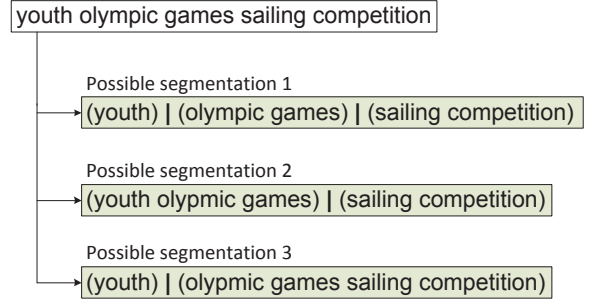 youth olympic games sailing competition
Possible segmentation 1
(youth) | (olympic games) | (sailing competition)
Possible segmentation 2
(youth olypmic games) | (sailing competition)
Possible segmentation 3
(youth) | (olypmic games sailing competition)